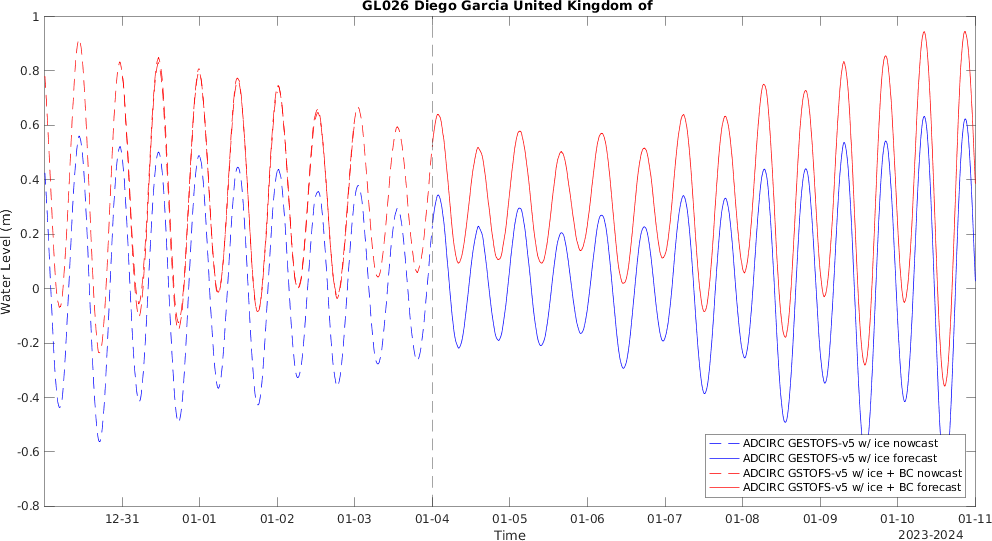 GL026 Diego Garcia United Kingdom of
1
0.8
0.6
0.4
0.2
0
-0.2
-0.4
-0.6
-0.8
Water Level (m)
ADCIRC GESTOFS-v5 w/ ice nowcast
ADCIRC GESTOFS-v5 w/ ice forecast
ADCIRC GSTOFS-v5 w/ ice + BC nowcast
ADCIRC GSTOFS-v5 w/ ice + BC forecast
12-31 01-01 01-02 01-03 01-04 01-05 01-06 01-07 01-08 01-09 01-10 01-11
Time
2023-2024